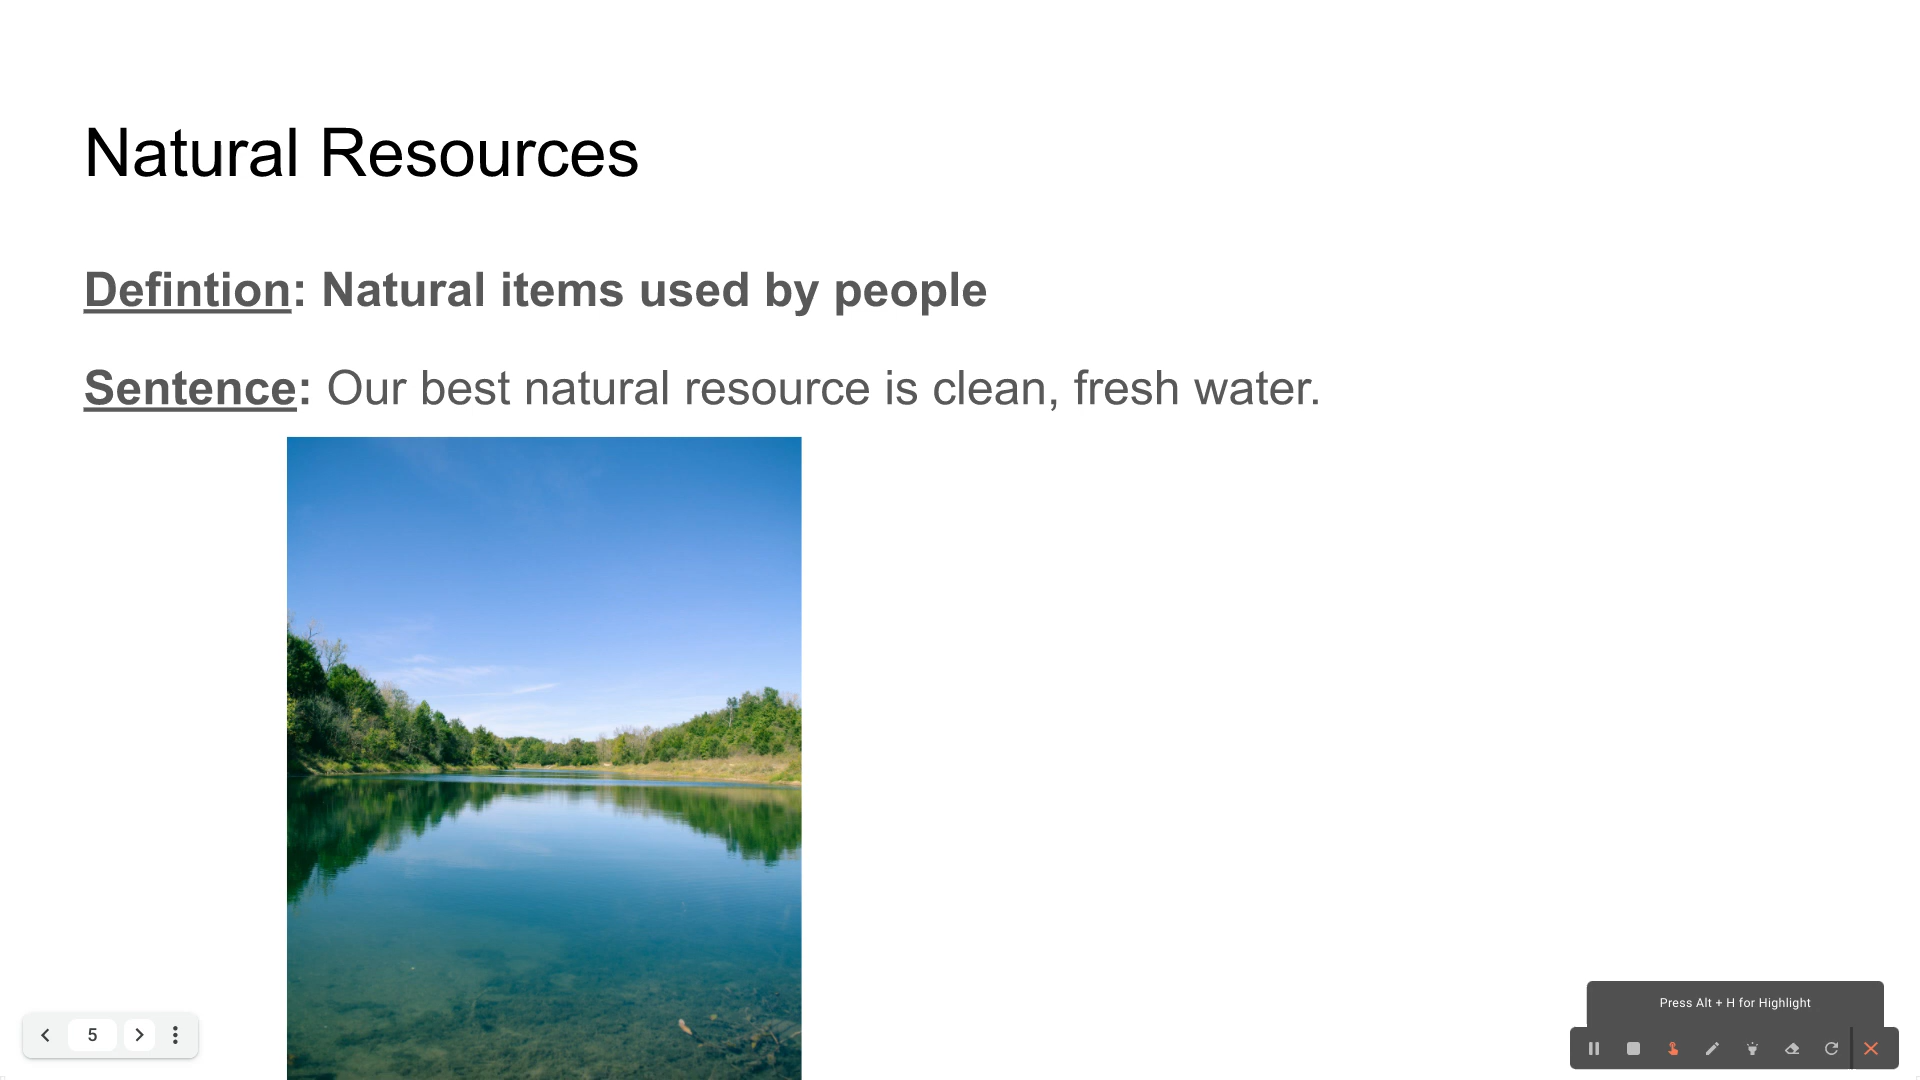 Natural Resources
Defintion: Natural items used by people
Sentence: Our best natural resource is clean, fresh water.
5
Press Alt + H for Highlight